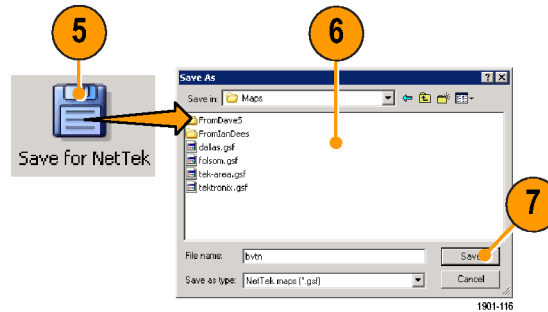 5
6
Save As
Save in: Maps
FromDaveS
FromIanDees
dallas.gsf
folsom.gsf
tek-area.gsf
tektronix.gsf
Save for NetTek
7
File name: bvtn
Save
Save as type: NetTek maps (*.gsf)
Cancel
1901-116